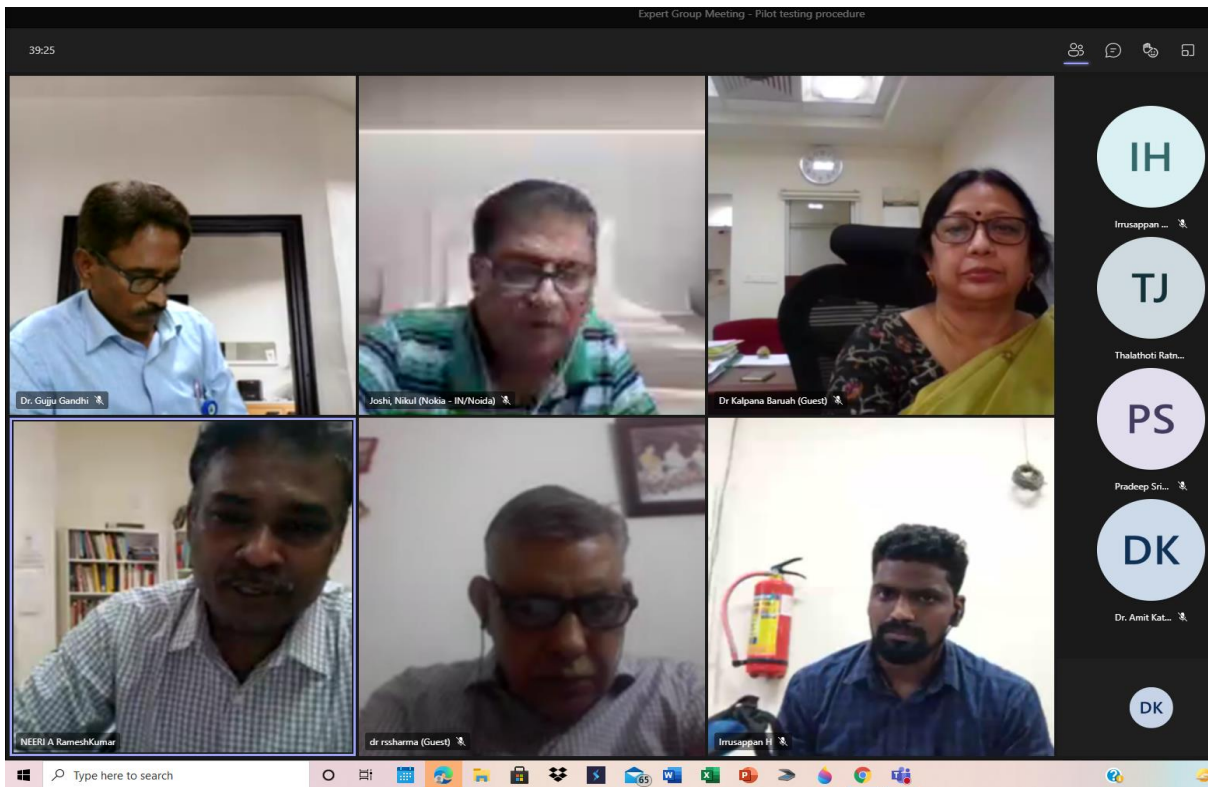 Expert Group Meeting - Pilot testing procedure
39:25
Dr. Gujju Gandhi
Joshi, Nikul (Nokia - IN/Noida)
Dr Kalpana Baruah (Guest)
IH
Irrusappan ...
TJ
Thalathoti Ratn...
PS
Pradeep Sri...
DK
Dr. Amit Kat...
NEERI A RameshKumar
dr rssharma (Guest)
Irrusappan H
DK
Type here to search
65